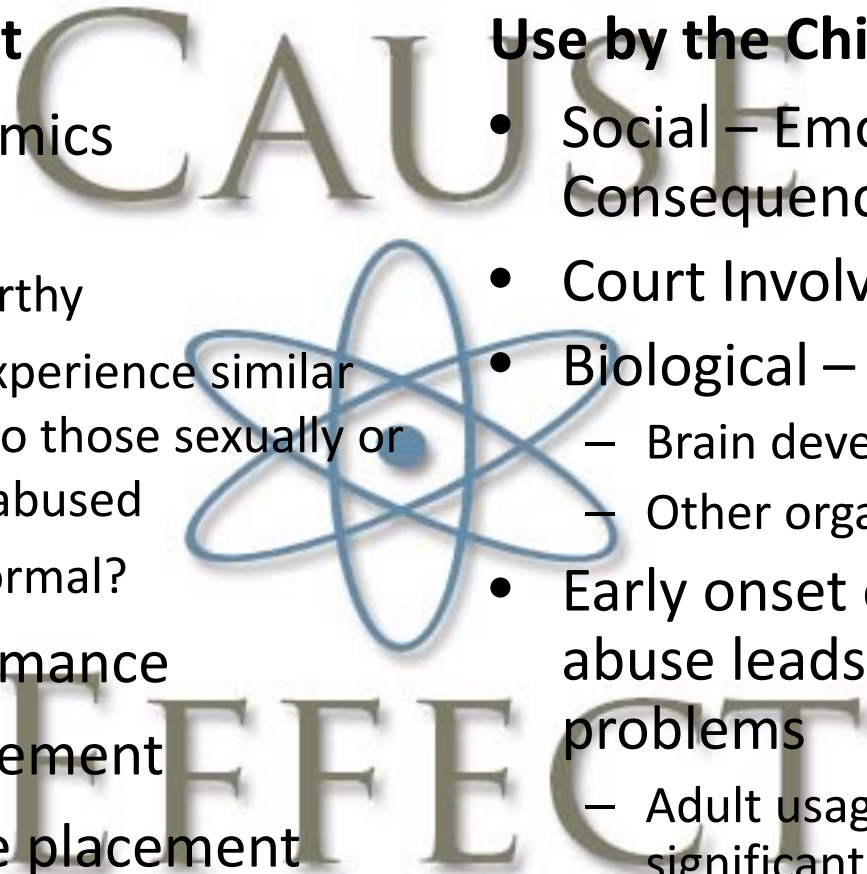 CAUSE
t
mics
rthy
xperience similar
o those sexually or
abused
ormal?
mance
ement
e placement
Use by the Chi
Social – Emo
Consequenc
Court Involv
Biological –
– Brain deve
– Other orga
Early onset
abuse leads
problems
– Adult usag
significant
EFFECT